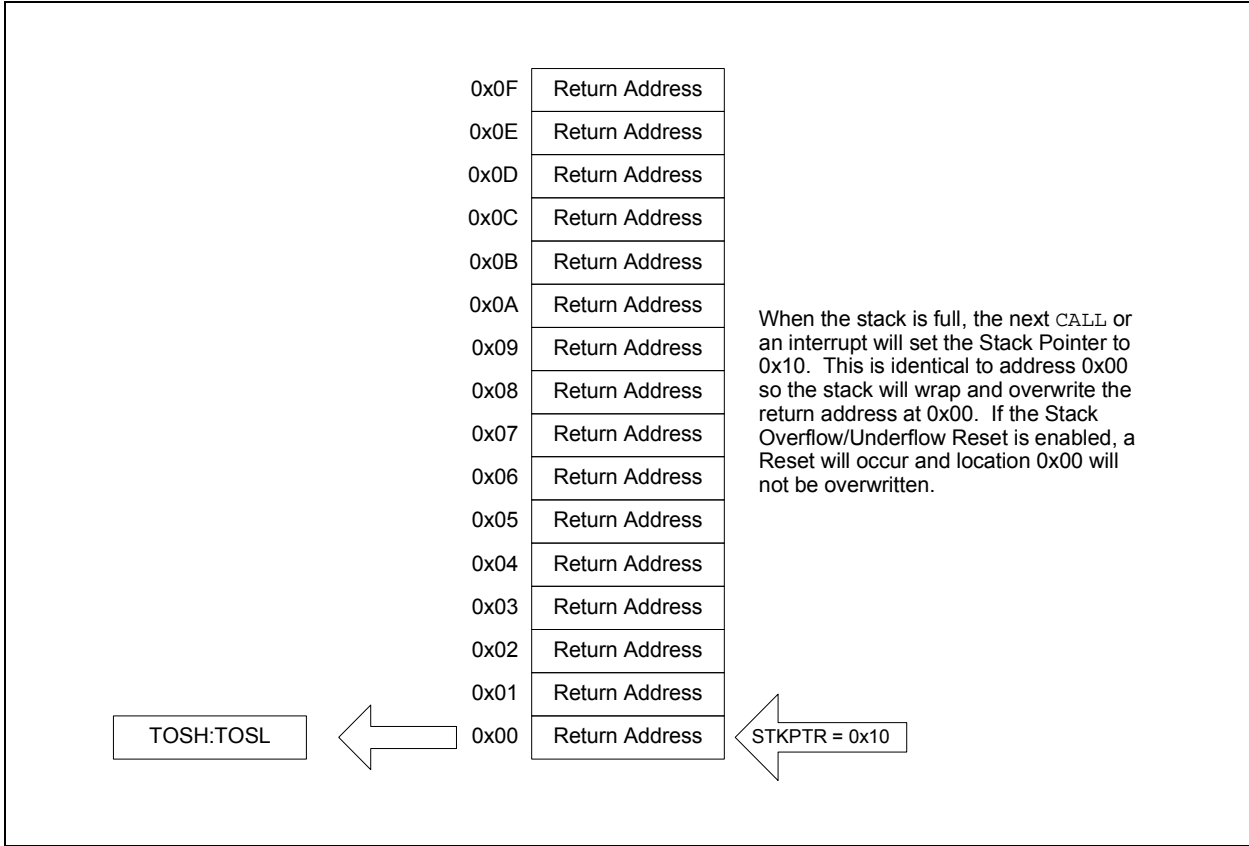 0x0F Return Address
0x0E Return Address
0x0D Return Address
0x0C Return Address
0x0B Return Address
0x0A Return Address
0x09 Return Address
0x08 Return Address
0x07 Return Address
0x06 Return Address
0x05 Return Address
0x04 Return Address
0x03 Return Address
0x02 Return Address
0x01 Return Address
TOSH:TOSL 0x00 Return Address STKPTR = 0x10
When the stack is full, the next CALL or
an interrupt will set the Stack Pointer to
0x10. This is identical to address 0x00
so the stack will wrap and overwrite the
return address at 0x00. If the Stack
Overflow/Underflow Reset is enabled, a
Reset will occur and location 0x00 will
not be overwritten.